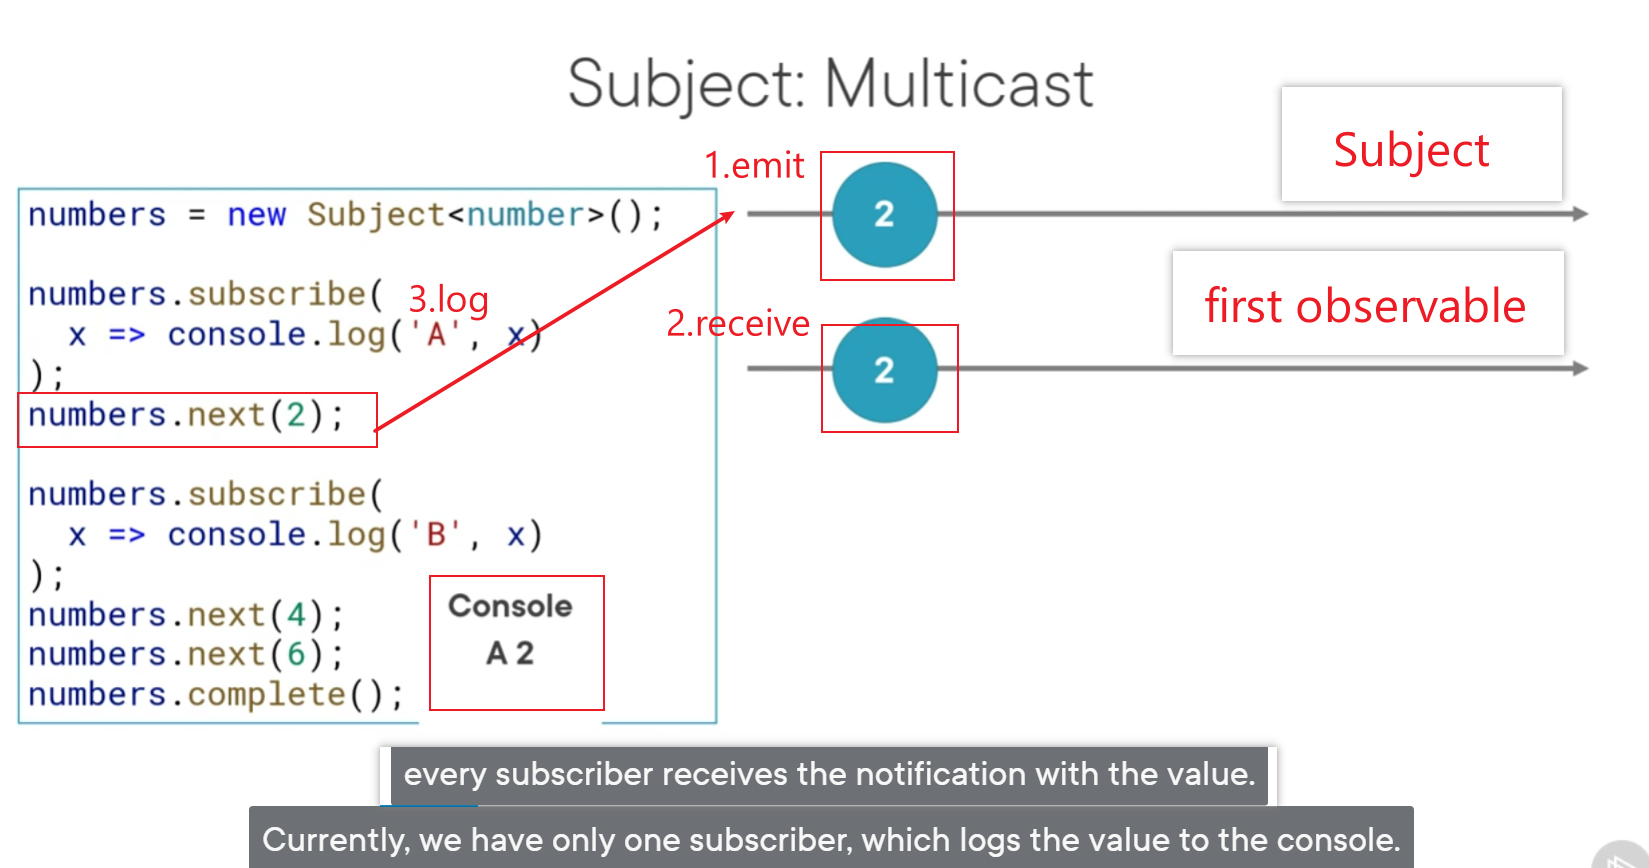 Subject: Multicast
Subject
1.emit
2
numbers = new Subject<number>();
first observable
numbers.subscribe(
3.log
x => console.log('A', x)
2.receive
2
);
numbers.next(2);
numbers.subscribe(
x => console.log('B', x)
);
numbers.next(4);
numbers.next(6);
numbers.complete();
Console
A 2
every subscriber receives the notification with the value.
Currently, we have only one subscriber, which logs the value to the console.